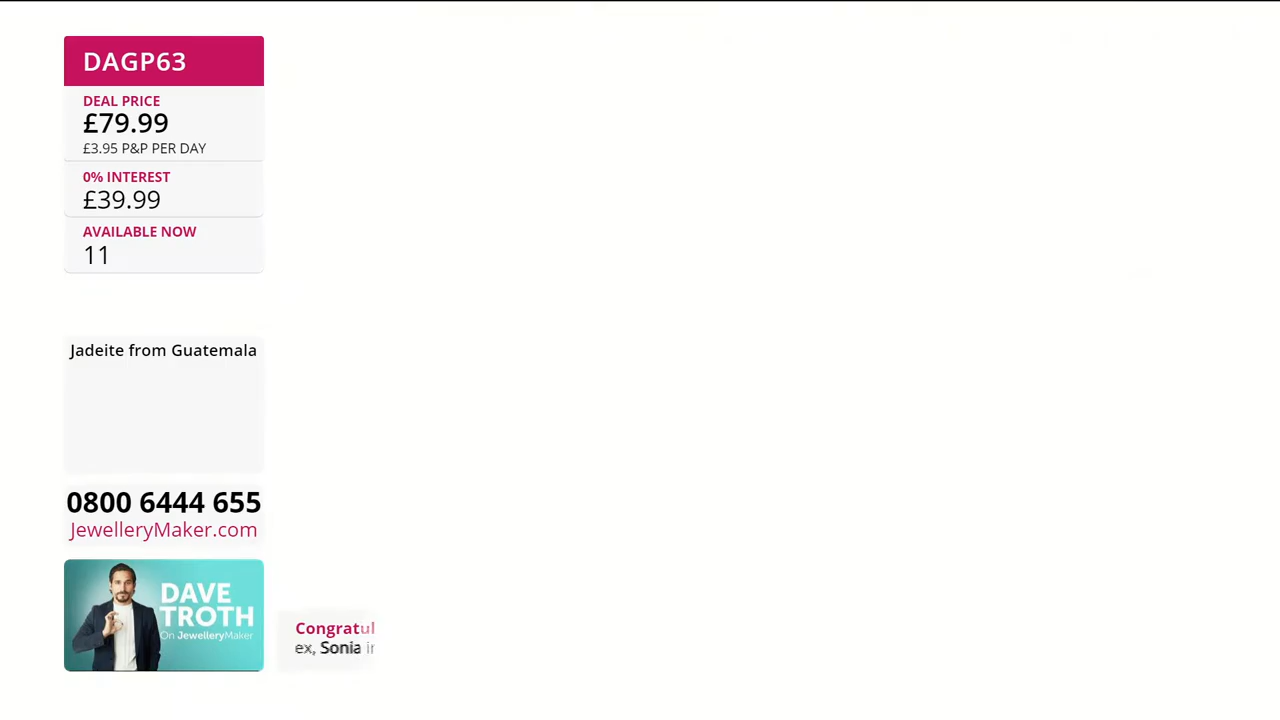 DAGP63
DEAL PRICE
£79.99
£3.95 P&P PER DAY
0% INTEREST
£39.99
AVAILABLE NOW
11
Jadeite from Guatemala
0800 6444 655
JewelleryMaker.com
DAVE
TROTH
On JewelleryMaker
Congratul
ex, Sonia